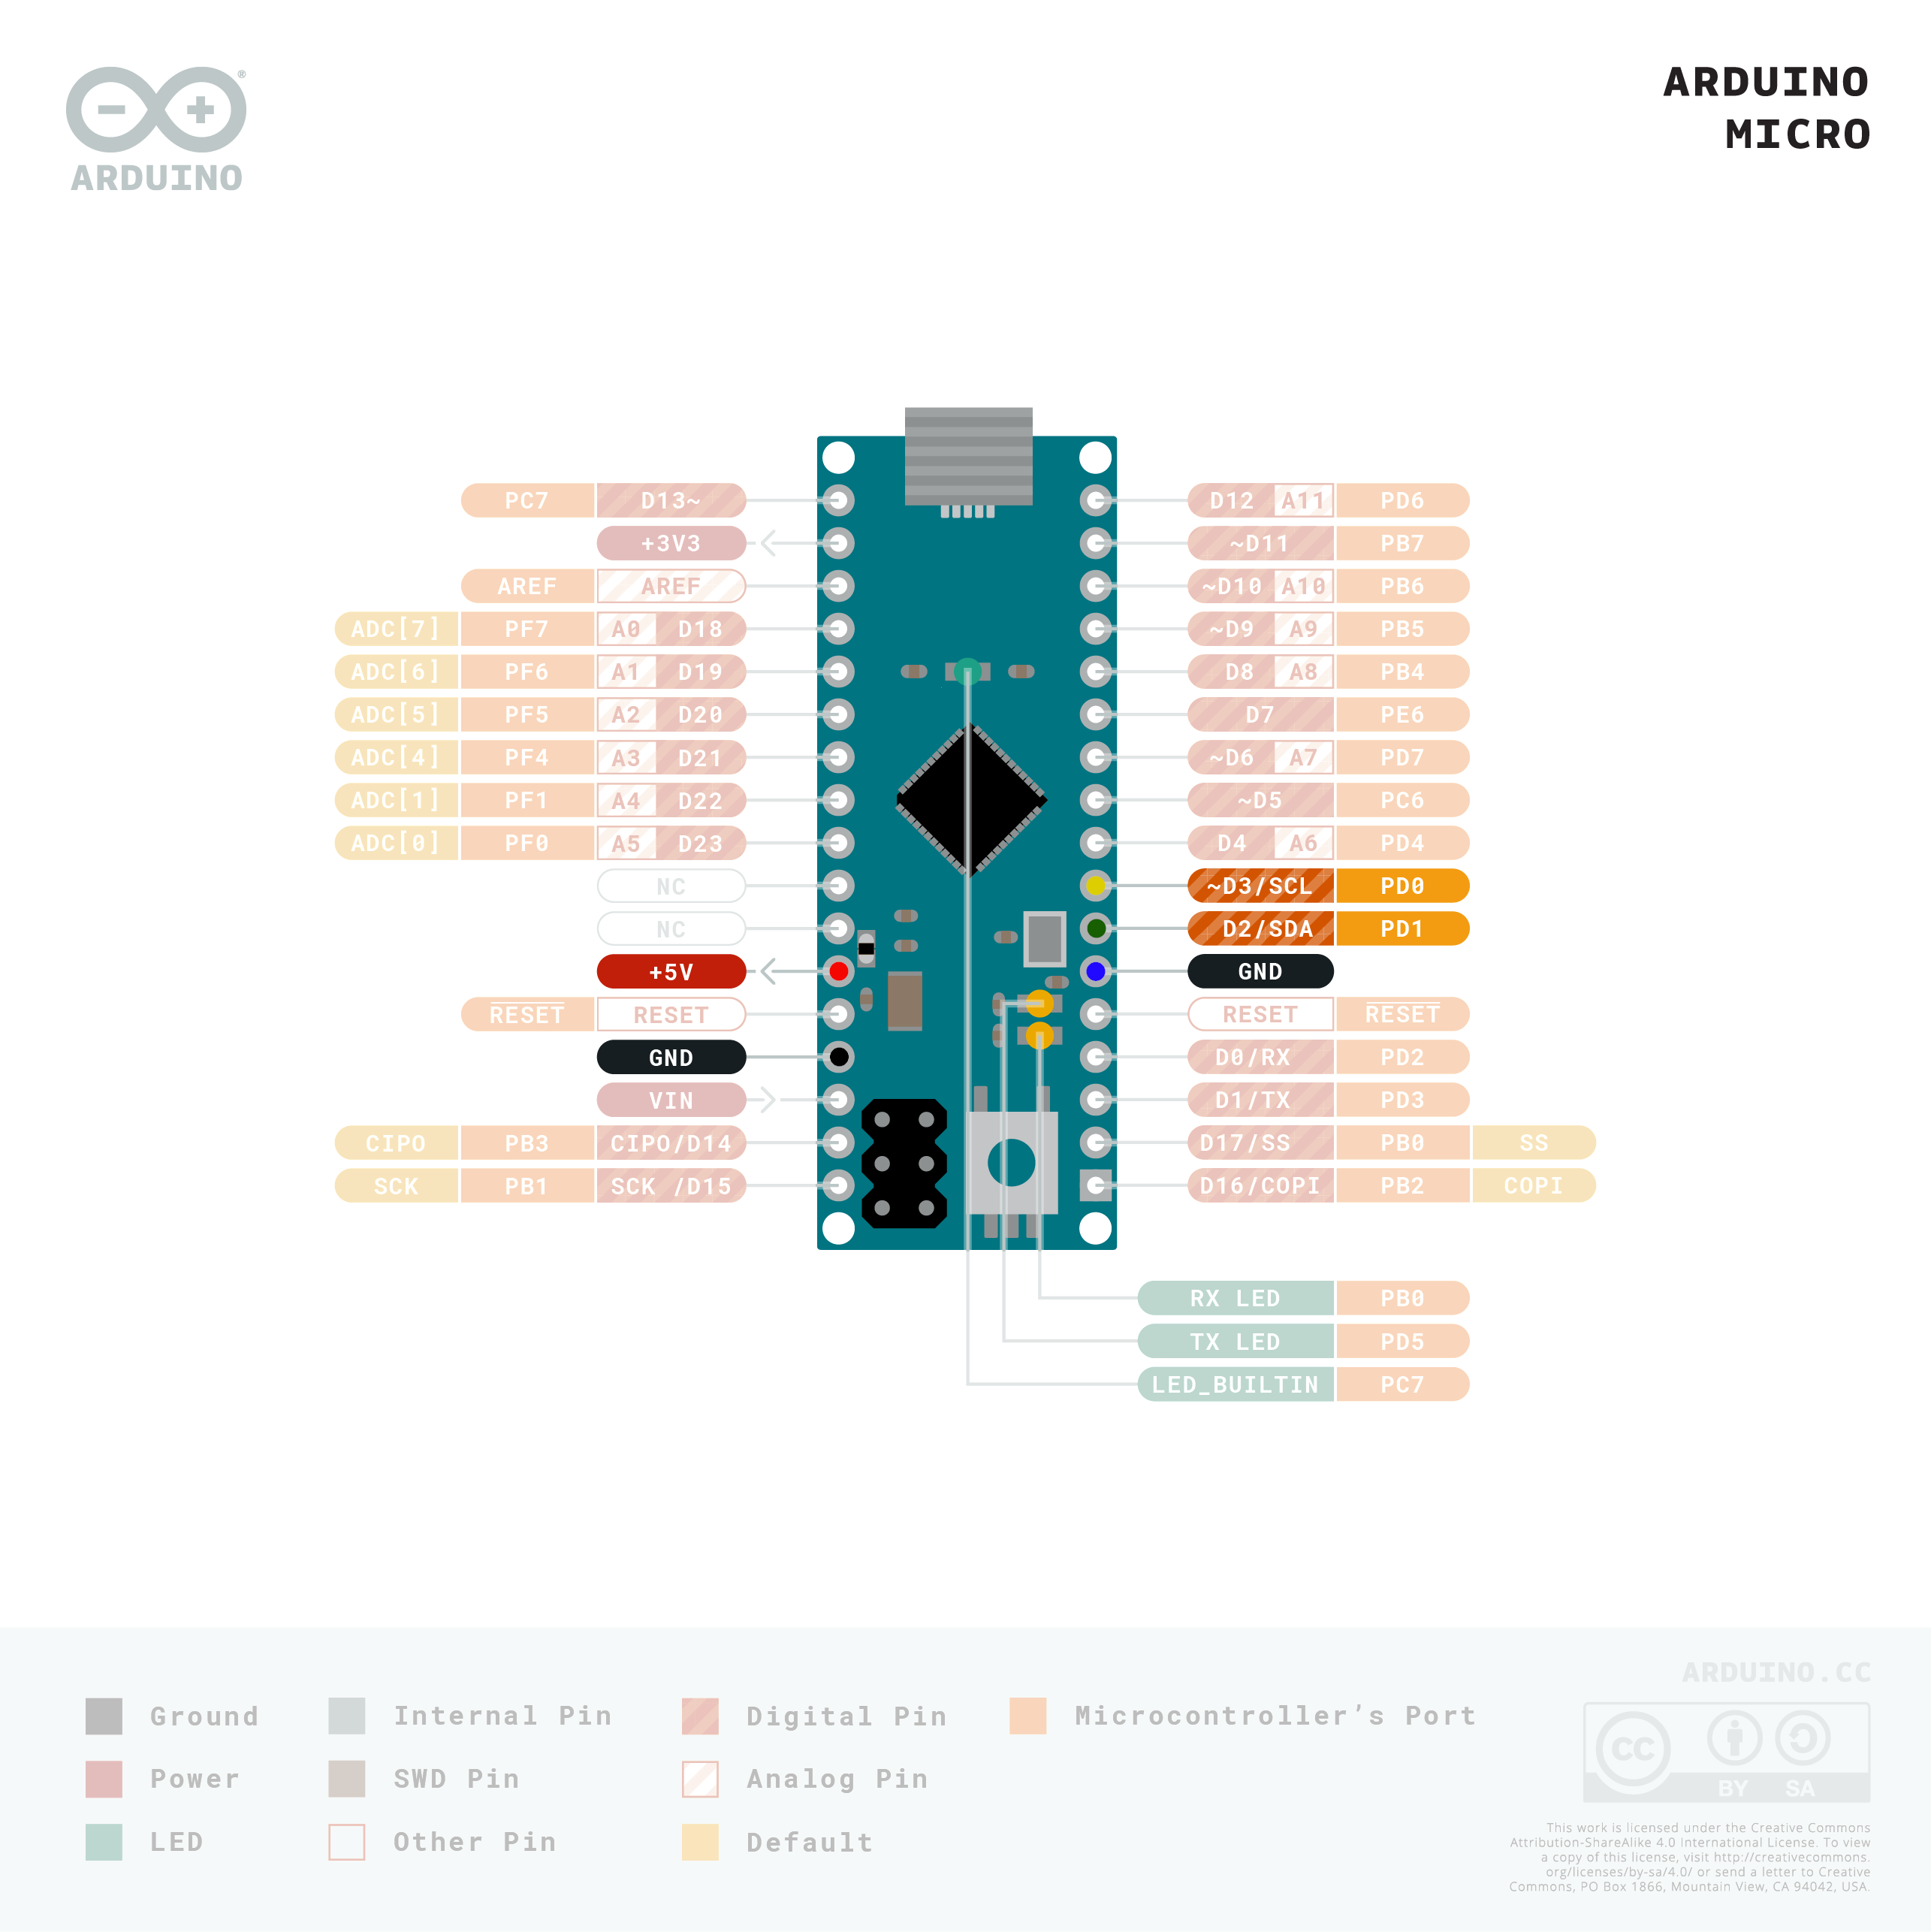 ®
ARDUINO
ARDUINO
MICRO
PC7 D13~ D12 A11 PD6
+3V3 ~D11 PB7
AREF AREF ~D10 A10 PB6
ADC[7] PF7 A0 D18 ~D9 A9 PB5
ADC[6] PF6 A1 D19 D8 A8 PB4
ADC[5] PF5 A2 D20 D7 PE6
ADC[4] PF4 A3 D21 ~D6 A7 PD7
ADC[1] PF1 A4 D22 ~D5 PC6
ADC[0] PF0 A5 D23 D4 A6 PD4
NC ~D3/SCL PD0
NC D2/SDA PD1
+5V GND
RESET RESET RESET RESET
GND D0/RX PD2
VIN D1/TX PD3
CIPO PB3 CIPO/D14 D17/SS PB0 SS
SCK PB1 SCK /D15 D16/COPI PB2 COPI
RX LED PB0
TX LED PD5
LED_BUILTIN PC7
Ground Internal Pin Digital Pin Microcontroller’s Port
Power SWD Pin Analog Pin
LED Other Pin Default
ARDUINO.CC
cc
BY SA
This work is licensed under the Creative Commons
Attribution-ShareAlike 4.0 International License. To view
a copy of this license, visit http://creativecommons.
org/licenses/by-sa/4.0/ or send a letter to Creative
Commons, PO Box 1866, Mountain View, CA 94042, USA.